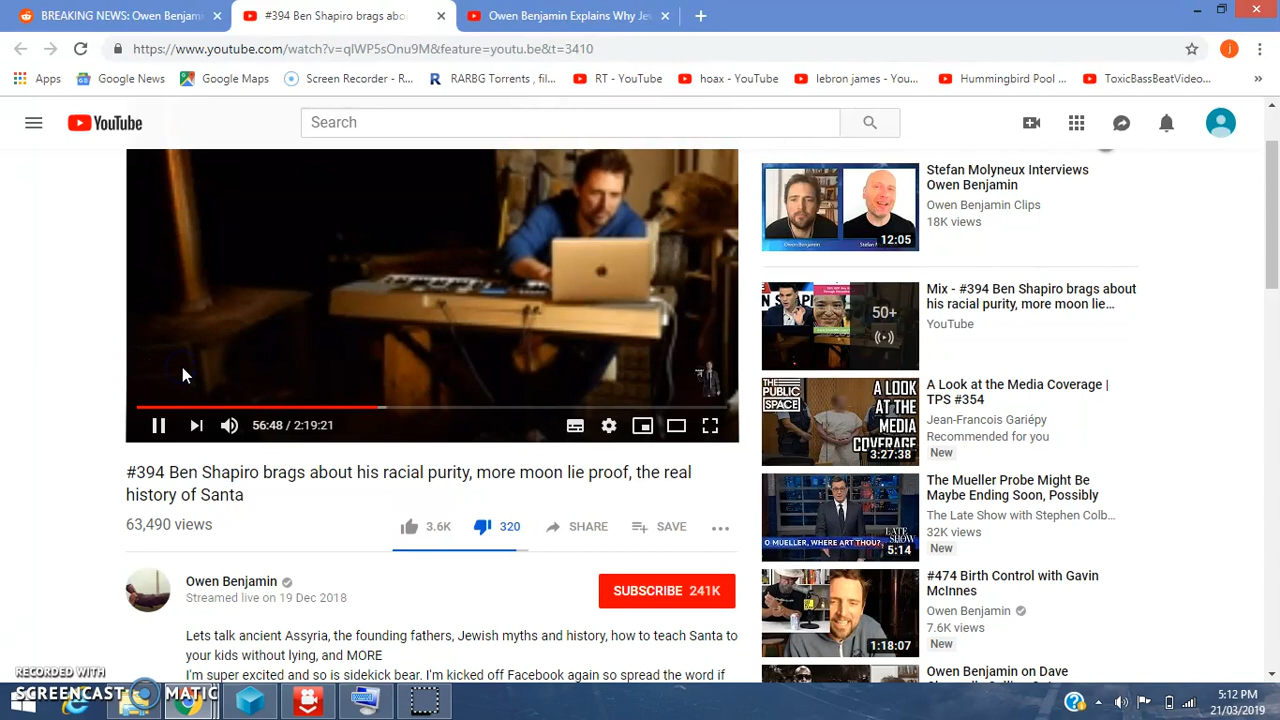 BREAKING NEWS: Owen Benjam
#394 Ben Shapiro brags abo
Owen Benjamin Explains Why Je
https://www.youtube.com/watch?v=qIWP5sOnu9M&feature=youtu.be&t=3410
j
Apps
Google News
Google Maps
Screen Recorder - R...
RARBG Torrents , fil...
RT - YouTube
hoax - YouTube
lebron james - You...
Hummingbird Pool ...
ToxicBassBeatVideo...
YouTube
Search
56:48 / 2:19:21
#394 Ben Shapiro brags about his racial purity, more moon lie proof, the real
history of Santa
63,490 views
3.6K
320
SHARE
SAVE
Owen Benjamin
Streamed live on 19 Dec 2018
SUBSCRIBE 241K
Lets talk ancient Assyria, the founding fathers, Jewish myths and history, how to teach Santa to
your kids without lying, and MORE
I'm super excited and so is sidekick bear. I'm kicked off Facebook again so spread the word if
Stefan Molyneux Interviews
Owen Benjamin
Owen Benjamin Clips
18K views
12:05
Mix - #394 Ben Shapiro brags about
his racial purity, more moon lie…
YouTube
50+
THE
PUBLIC
SPACE
A LOOK
AT THE
MEDIA
COVERAGE
3:27:38
A Look at the Media Coverage |
TPS #354
Jean-Francois Gariépy
Recommended for you
New
The Mueller Probe Might Be
Maybe Ending Soon, Possibly
The Late Show with Stephen Colb...
32K views
New
LATE
SHOW
O MUELLER, WHERE ART THOU?
5:14
#474 Birth Control with Gavin
McInnes
Owen Benjamin
7.6K views
New
1:18:07
Owen Benjamin on Dave
RECORDED WITH
SCREENCAST MATIC
5:12 PM
21/03/2019